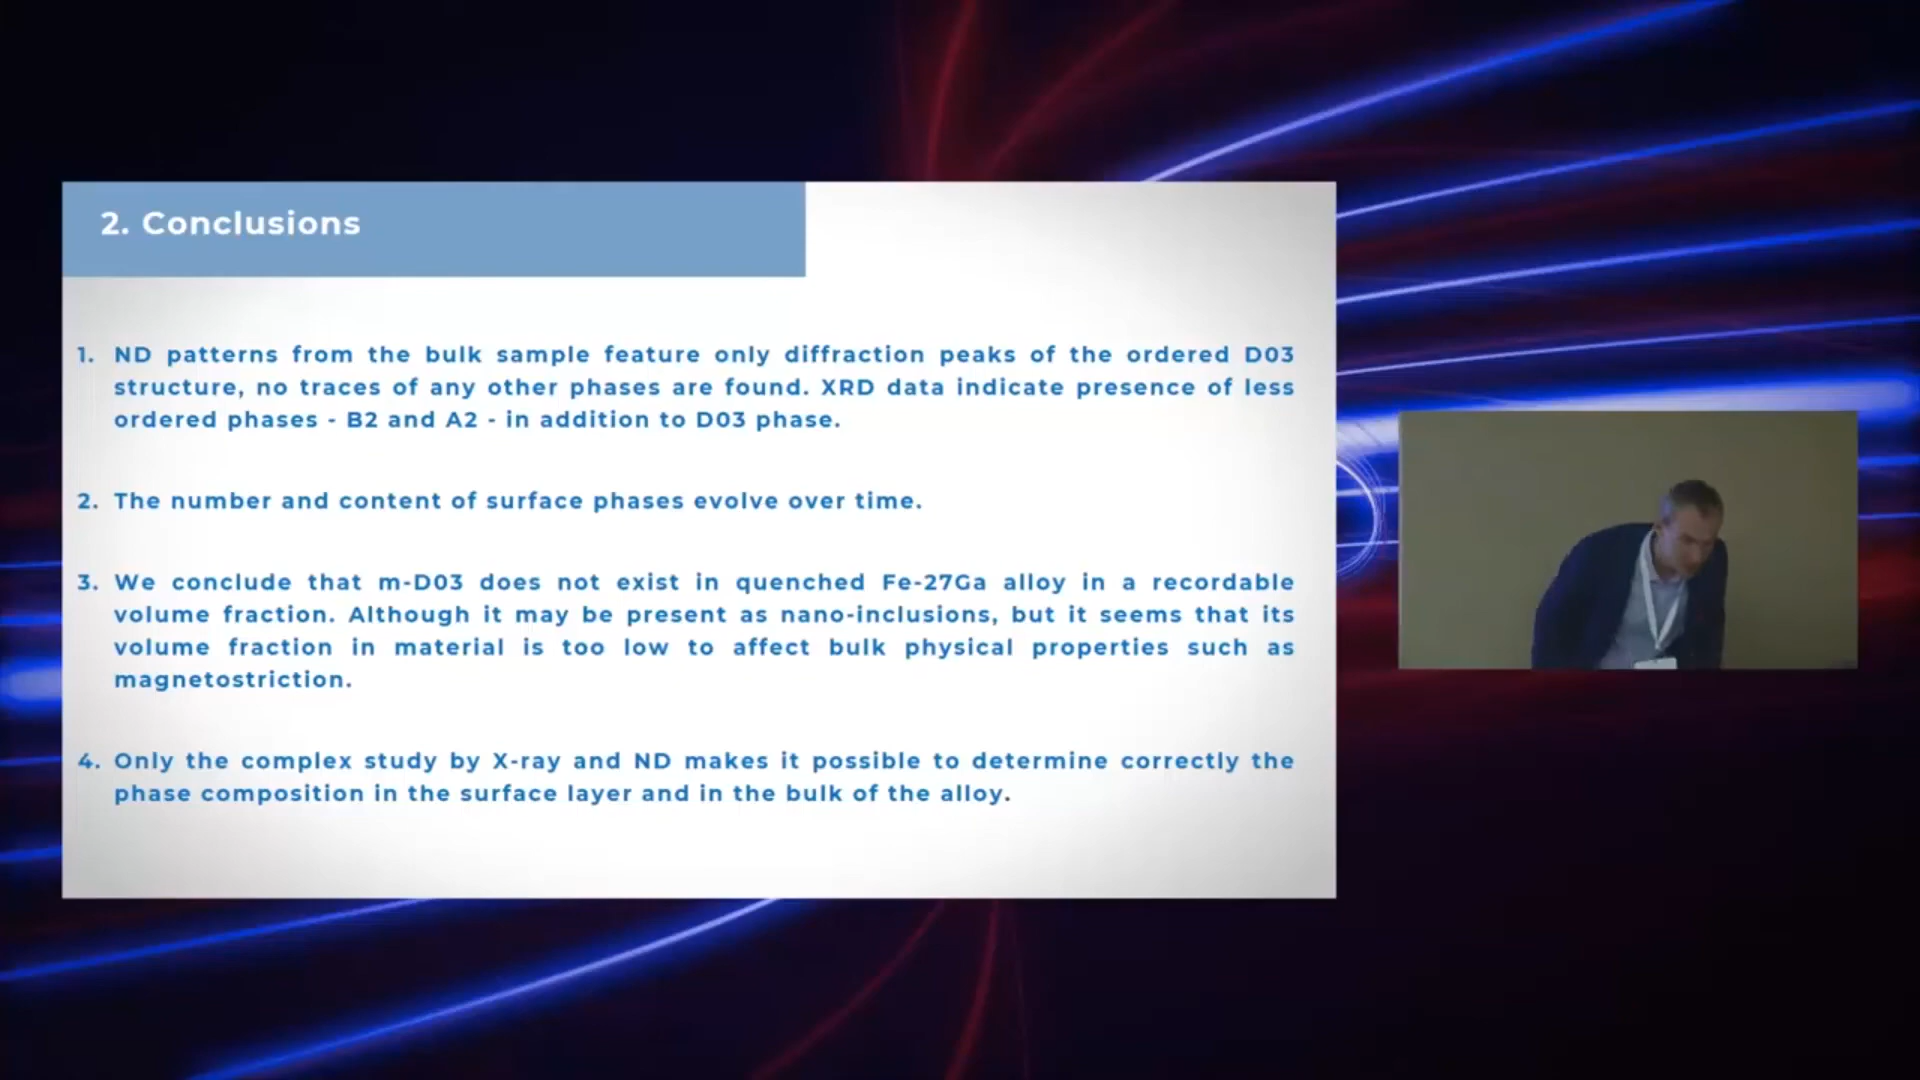 2. Conclusions
1. ND patterns from the bulk sample feature only diffraction peaks of the ordered D03
structure, no traces of any other phases are found. XRD data indicate presence of less
ordered phases - B2 and A2 - in addition to D03 phase.
2. The number and content of surface phases evolve over time.
3. We conclude that m-D03 does not exist in quenched Fe-27Ga alloy in a recordable
volume fraction. Although it may be present as nano-inclusions, but it seems that its
volume fraction in material is too low to affect bulk physical properties such as
magnetostriction.
4. Only the complex study by X-ray and ND makes it possible to determine correctly the
phase composition in the surface layer and in the bulk of the alloy.